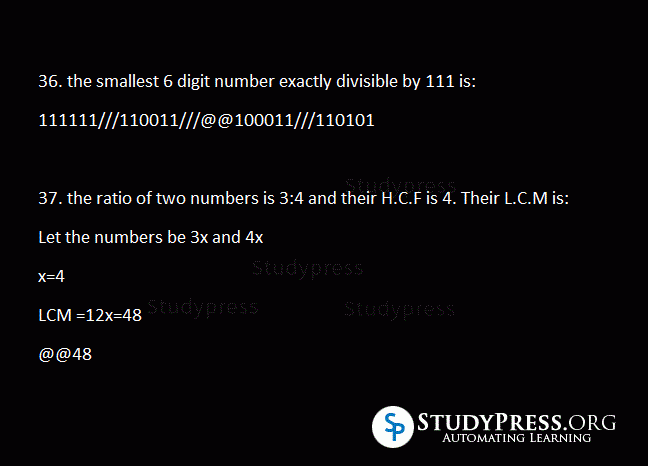 36. the smallest 6 digit number exactly divisible by 111 is:
111111///110011///@@100011///110101
Studypress
37. the ratio of two numbers is 3:4 and their H.C.F is 4. Their L.C.M is:
Let the numbers be 3x and 4x
Studypress
x=4
LCM =12x=48
Studypress
Studypress
@@48
SP
STUDYPRESS.ORG
AUTOMATING LEARNING